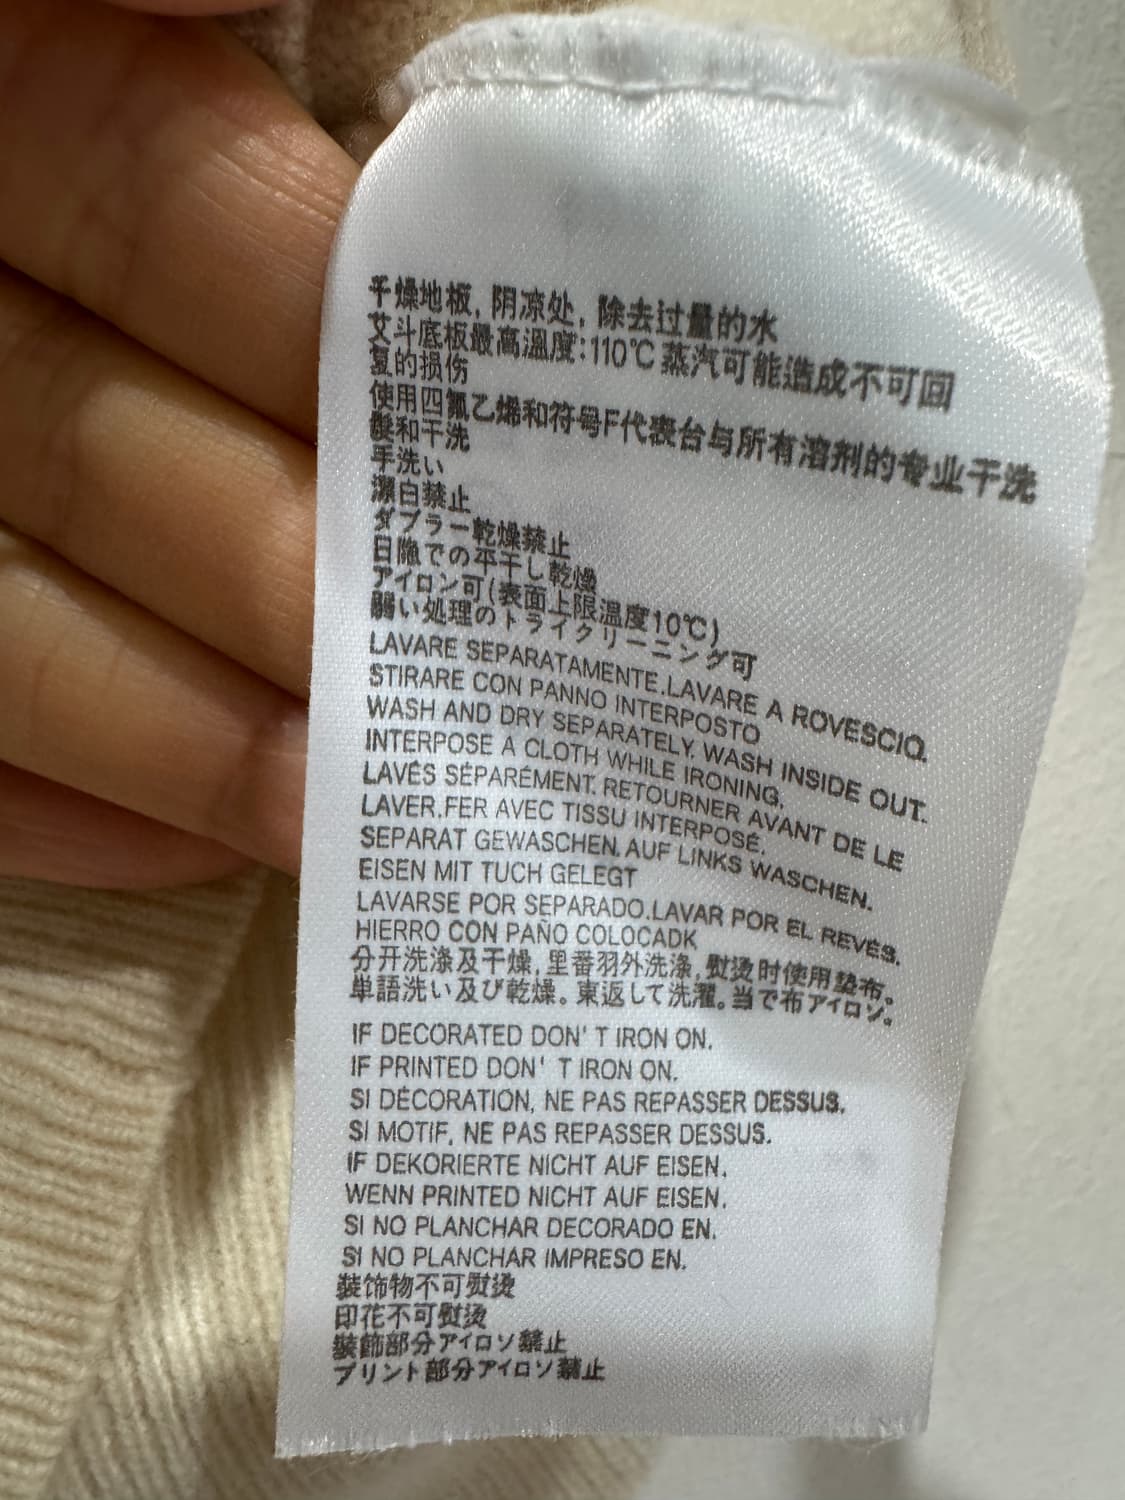 干燥地板, 阴凉处, 除去过量的水
艾斗底板最高溫度:110℃蒸汽可能造成不可回
复的损伤
使用四氟乙烯和符号F代表台与所有溶剂的专业干洗
和干洗
手洗い
漂白禁止
ダブラー乾燥禁止
日陰での平干し乾燥
アイロン可(表面上限温度10℃)
弱い処理のトライクリーニング可
LAVARE SEPARATAMENTE.LAVARE A ROVESCIO.
STIRARE CON PANNO INTERPOSTO
WASH AND DRY SEPARATELY. WASH INSIDE OUT.
INTERPOSE A CLOTH WHILE IRONING.
LAVÉS SÉPARÉMENT. RETOURNER AVANT DE LE
LAVER.FER AVEC TISSU INTERPOSÉ.
SEPARAT GEWASCHEN. AUF LINKS WASCHEN.
EISEN MIT TUCH GELEGT
LAVARSE POR SEPARADO.LAVAR POR EL REVÉS.
HIERRO CON PAÑO COLOCADK
分开洗涤及干燥, 里番羽外洗涤, 熨烫时使用垫布。
単語洗い及び乾燥。東返して洗濯。当で布アイロソ。
IF DECORATED DON' T IRON ON.
IF PRINTED DON' T IRON ON.
SI DÉCORATION, NE PAS REPASSER DESSUS.
SI MOTIF, NE PAS REPASSER DESSUS.
IF DEKORIERTE NICHT AUF EISEN.
WENN PRINTED NICHT AUF EISEN.
SI NO PLANCHAR DECORADO EN.
SI NO PLANCHAR IMPRESO EN.
装饰物不可熨烫
印花不可熨烫
裝飾部分アイロソ禁止
プリント部分アイロソ禁止